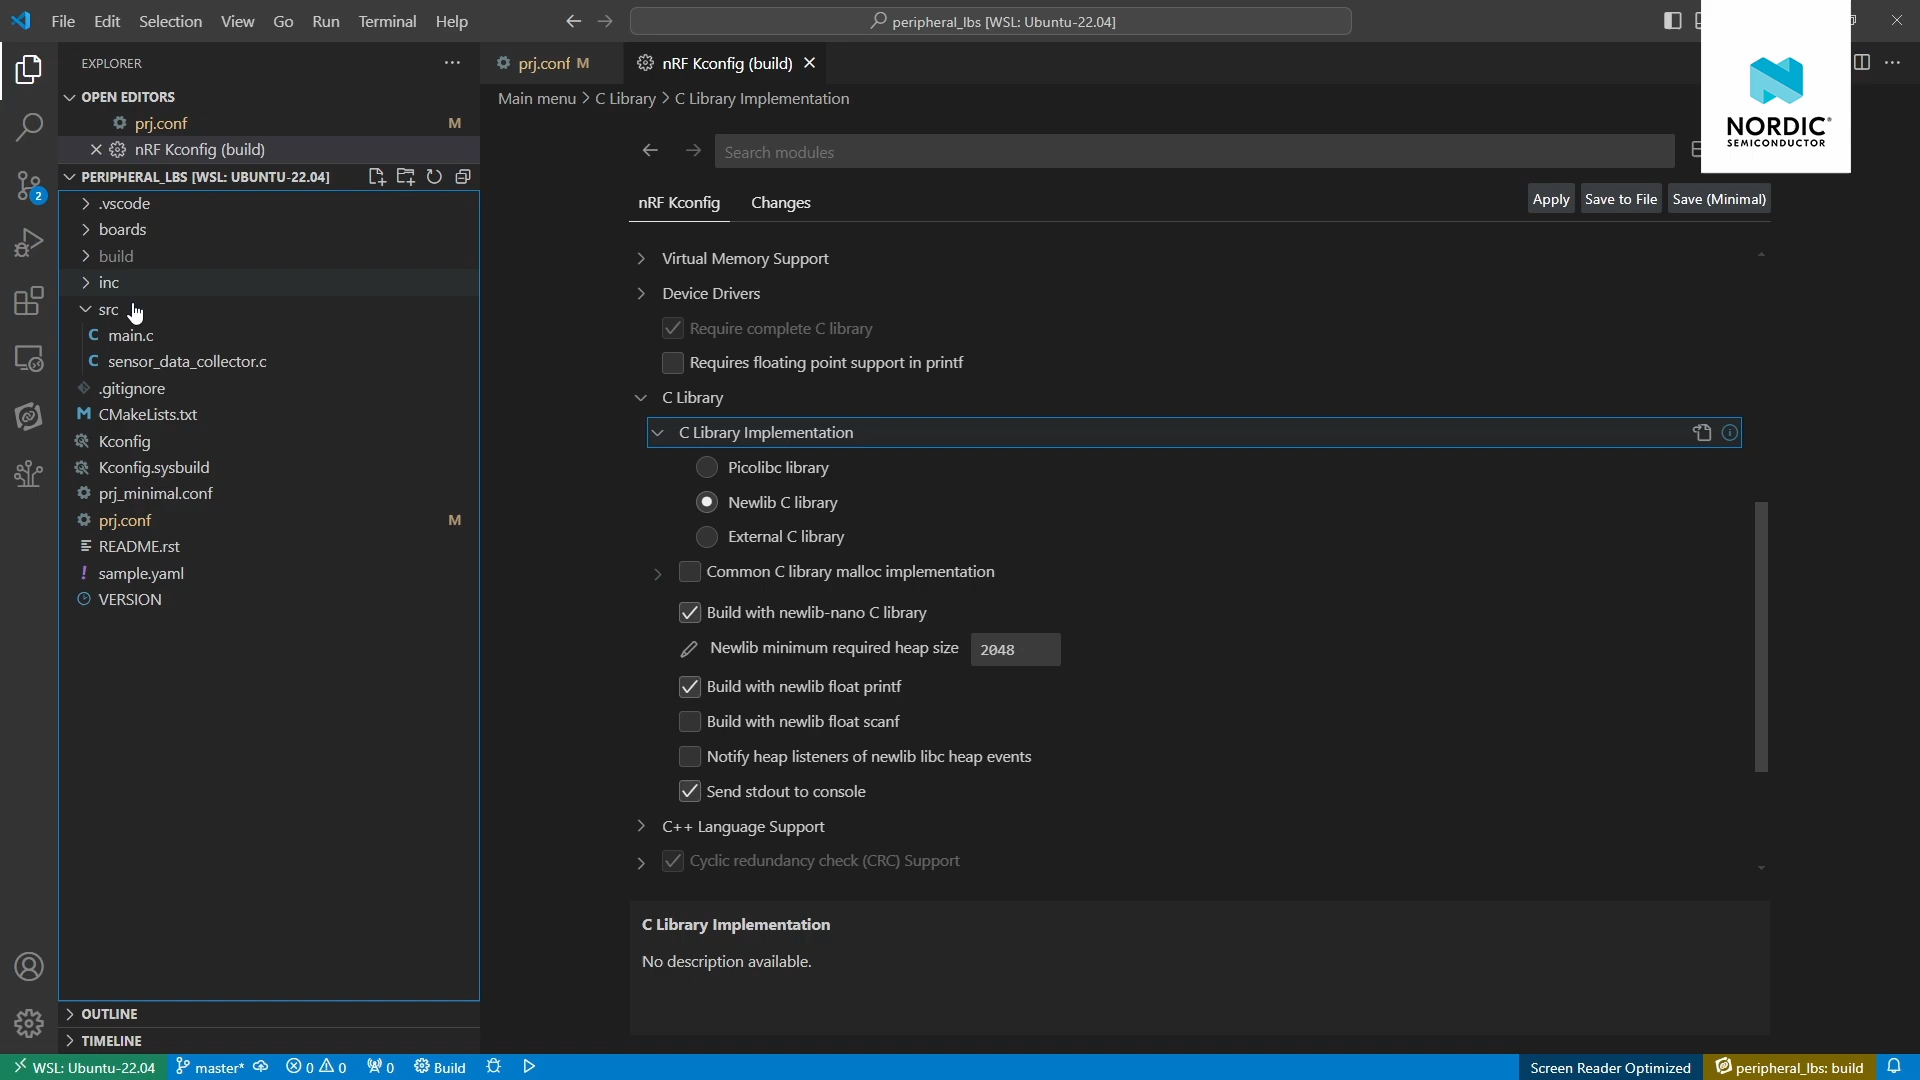 File Edit Selection View Go Run Terminal Help
peripheral_lbs [WSL: Ubuntu-22.04]
NORDIC®
SEMICONDUCTOR
EXPLORER
OPEN EDITORS
prj.conf M
nRF Kconfig (build)
PERIPHERAL_LBS [WSL: UBUNTU-22.04]
.vscode
boards
build
inc
src
C main.c
C sensor_data_collector.c
.gitignore
M CMakeLists.txt
Kconfig
Kconfig.sysbuild
prj_minimal.conf
prj.conf M
README.rst
! sample.yaml
VERSION
OUTLINE
TIMELINE
2
prj.conf M
nRF Kconfig (build)
Main menu > C Library > C Library Implementation
Search modules
nRF Kconfig Changes
Apply Save to File Save (Minimal)
Virtual Memory Support
Device Drivers
Require complete C library
Requires floating point support in printf
C Library
C Library Implementation
Picolibc library
Newlib C library
External C library
Common C library malloc implementation
Build with newlib-nano C library
Newlib minimum required heap size 2048
Build with newlib float printf
Build with newlib float scanf
Notify heap listeners of newlib libc heap events
Send stdout to console
C++ Language Support
Cyclic redundancy check (CRC) Support
C Library Implementation
No description available.
WSL: Ubuntu-22.04 master* 0 0 0 Build
Screen Reader Optimized peripheral_lbs: build